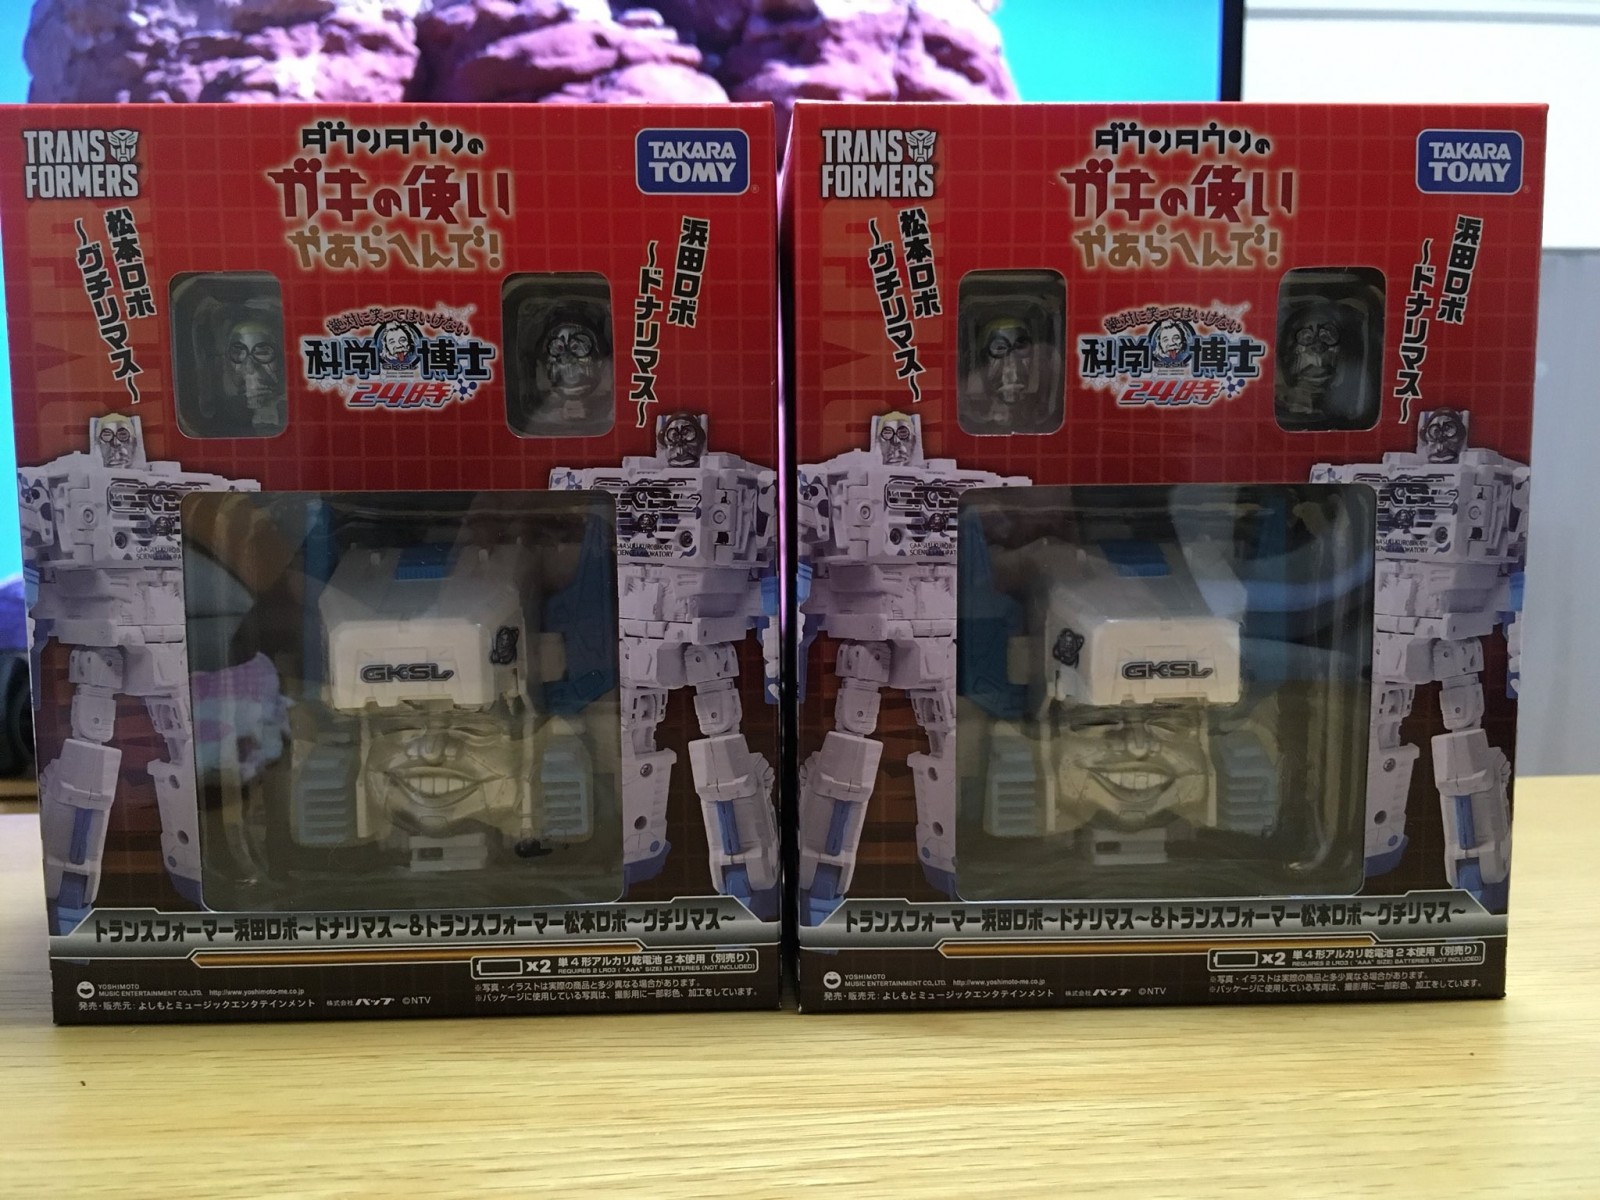 TRANS
FORMERS
ダウンタウンの
ガキの使い
やあらへんで!
TAKARA
TOMY
松本ロボ
～グチリマス～
浜田ロボ
～ドナリマス～
絶対に笑ってはいけない
科学博士
24時
GKSL
トランスフォーマー浜田ロボ～ドナリマス～&トランスフォーマー松本ロボ～グチリマス～
x2 単4形アルカリ乾電池2本使用（別売り）
REQUIRES 2 LR03 ("AAA" SIZE) BATTERIES (NOT INCLUDED)
YOSHIMOTO
MUSIC ENTERTAINMENT CO.,LTD. http://www.yoshimoto-me.co.jp
発売・販売元：よしもとミュージックエンタテインメント 株式会社バップ ©NTV
※写真・イラストは実際の商品と多少異なる場合があります。
※パッケージに使用している写真は、撮影用に一部彩色、加工をしています。
TRANS
FORMERS
ダウンタウンの
ガキの使い
やあらへんで!
TAKARA
TOMY
松本ロボ
～グチリマス～
浜田ロボ
～ドナリマス～
絶対に笑ってはいけない
科学博士
24時
GKSL
トランスフォーマー浜田ロボ～ドナリマス～&トランスフォーマー松本ロボ～グチリマス～
x2 単4形アルカリ乾電池2本使用（別売り）
REQUIRES 2 LR03 ("AAA" SIZE) BATTERIES (NOT INCLUDED)
YOSHIMOTO
MUSIC ENTERTAINMENT CO.,LTD. http://www.yoshimoto-me.co.jp
発売・販売元：よしもとミュージックエンタテインメント 株式会社バップ ©NTV
※写真・イラストは実際の商品と多少異なる場合があります。
※パッケージに使用している写真は、撮影用に一部彩色、加工をしています。